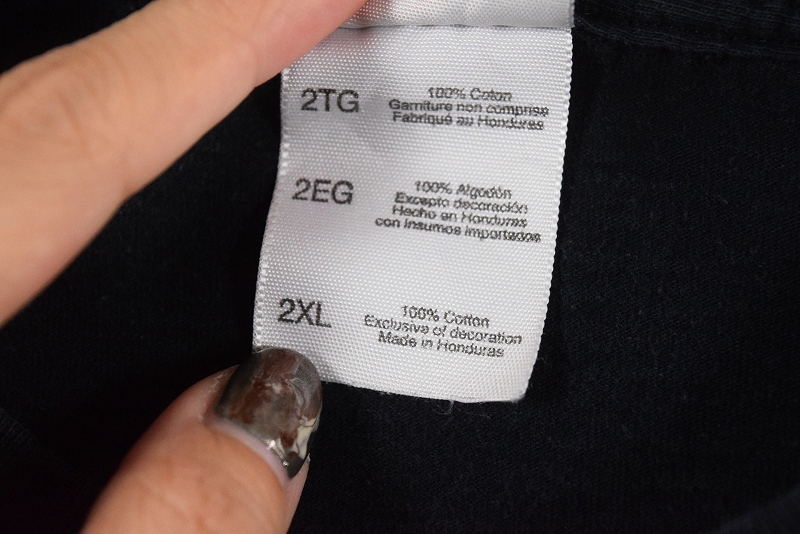 2TG
100% Coton
Garniture non comprise
Fabriqué au Honduras
2EG
100% Algodón
Excepto decoración
Hecho en Honduras
con insumos importados
2XL
100% Cotton
Exclusive of decoration
Made in Honduras